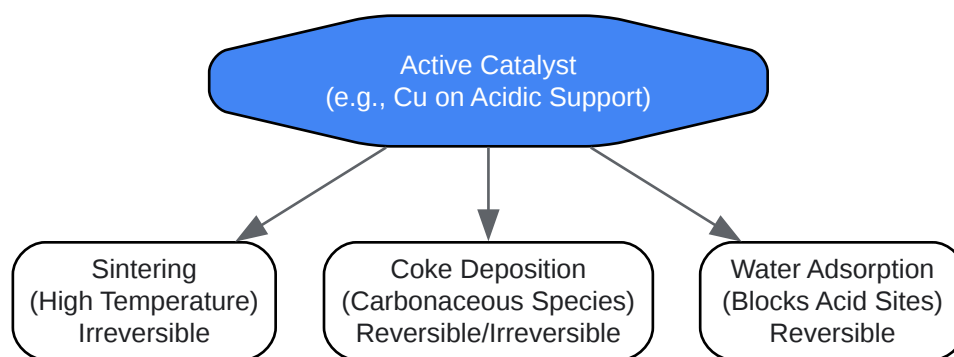 Active Catalyst
(e.g., Cu on Acidic Support)
Sintering
(High Temperature)
Irreversible
Coke Deposition
(Carbonaceous Species)
Reversible/Irreversible
Water Adsorption
(Blocks Acid Sites)
Reversible